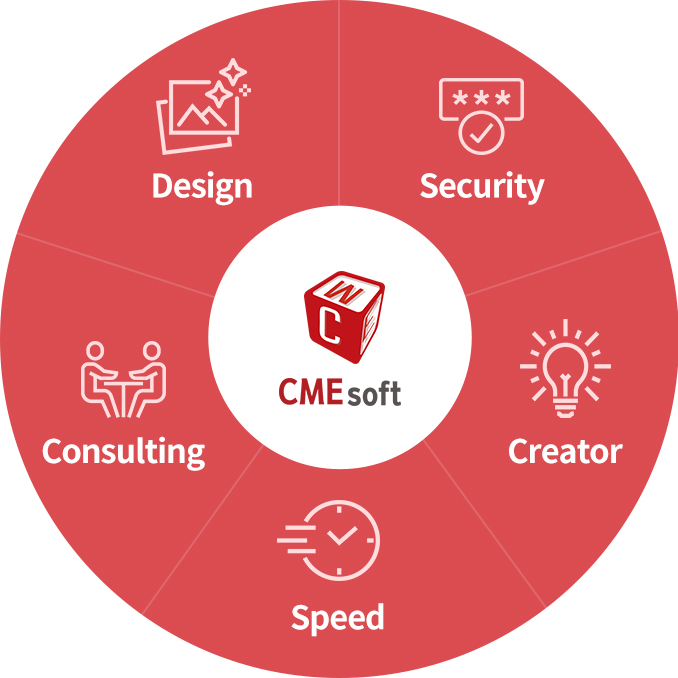 Design
Security
M
C
E
CMEsoft
Consulting
Creator
Speed